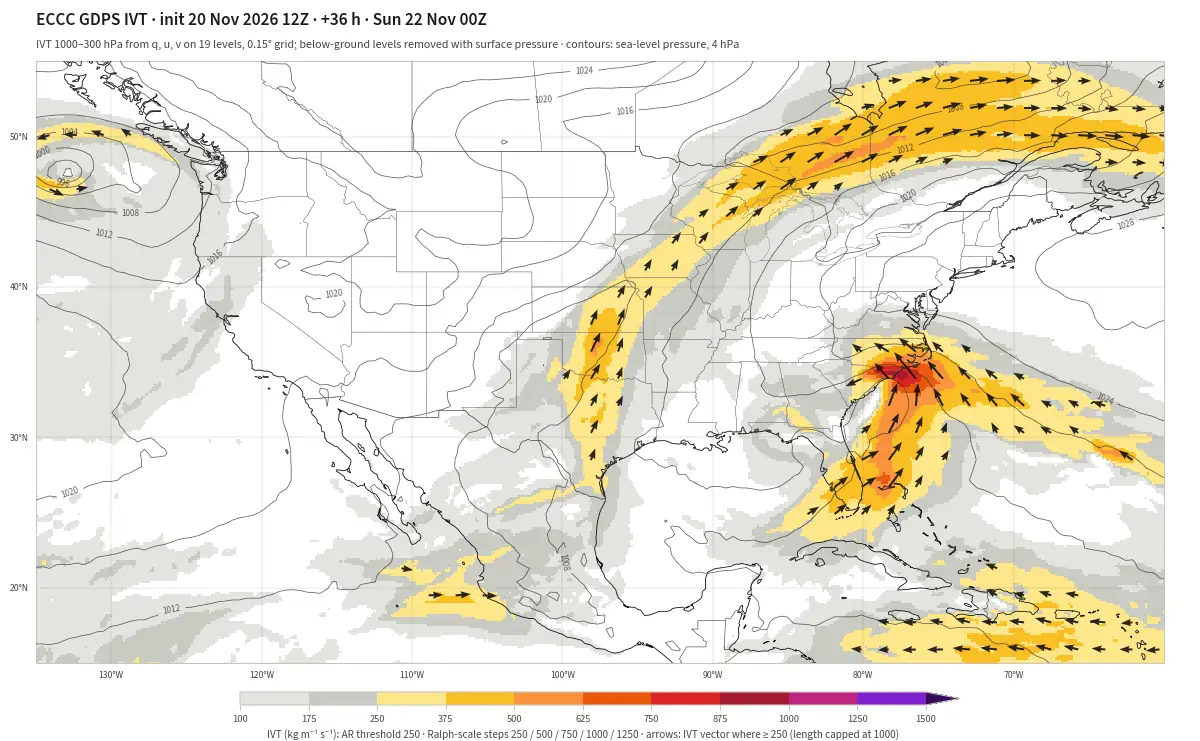 ECCC GDPS IVT · init 20 Nov 2026 12Z · +36 h · Sun 22 Nov 00Z
IVT 1000–300 hPa from q, u, v on 19 levels, 0.15° grid; below-ground levels removed with surface pressure · contours: sea-level pressure, 4 hPa
1024
1020
1016
1008
50°N
1004
1000
996
1012
1016
1020
1008
1012
1028
1016
40°N
1020
1024
30°N
1020
1008
20°N
1012
130°W 120°W 110°W 100°W 90°W 80°W 70°W
100 175 250 375 500 625 750 875 1000 1250 1500
IVT (kg m⁻¹ s⁻¹): AR threshold 250 · Ralph-scale steps 250 / 500 / 750 / 1000 / 1250 · arrows: IVT vector where ≥ 250 (length capped at 1000)